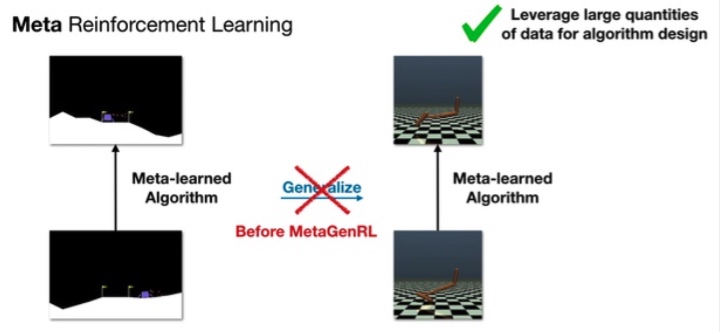 Meta Reinforcement Learning
Leverage large quantities
of data for algorithm design
Meta-learned
Algorithm
Generalize
Before MetaGenRL
Meta-learned
Algorithm